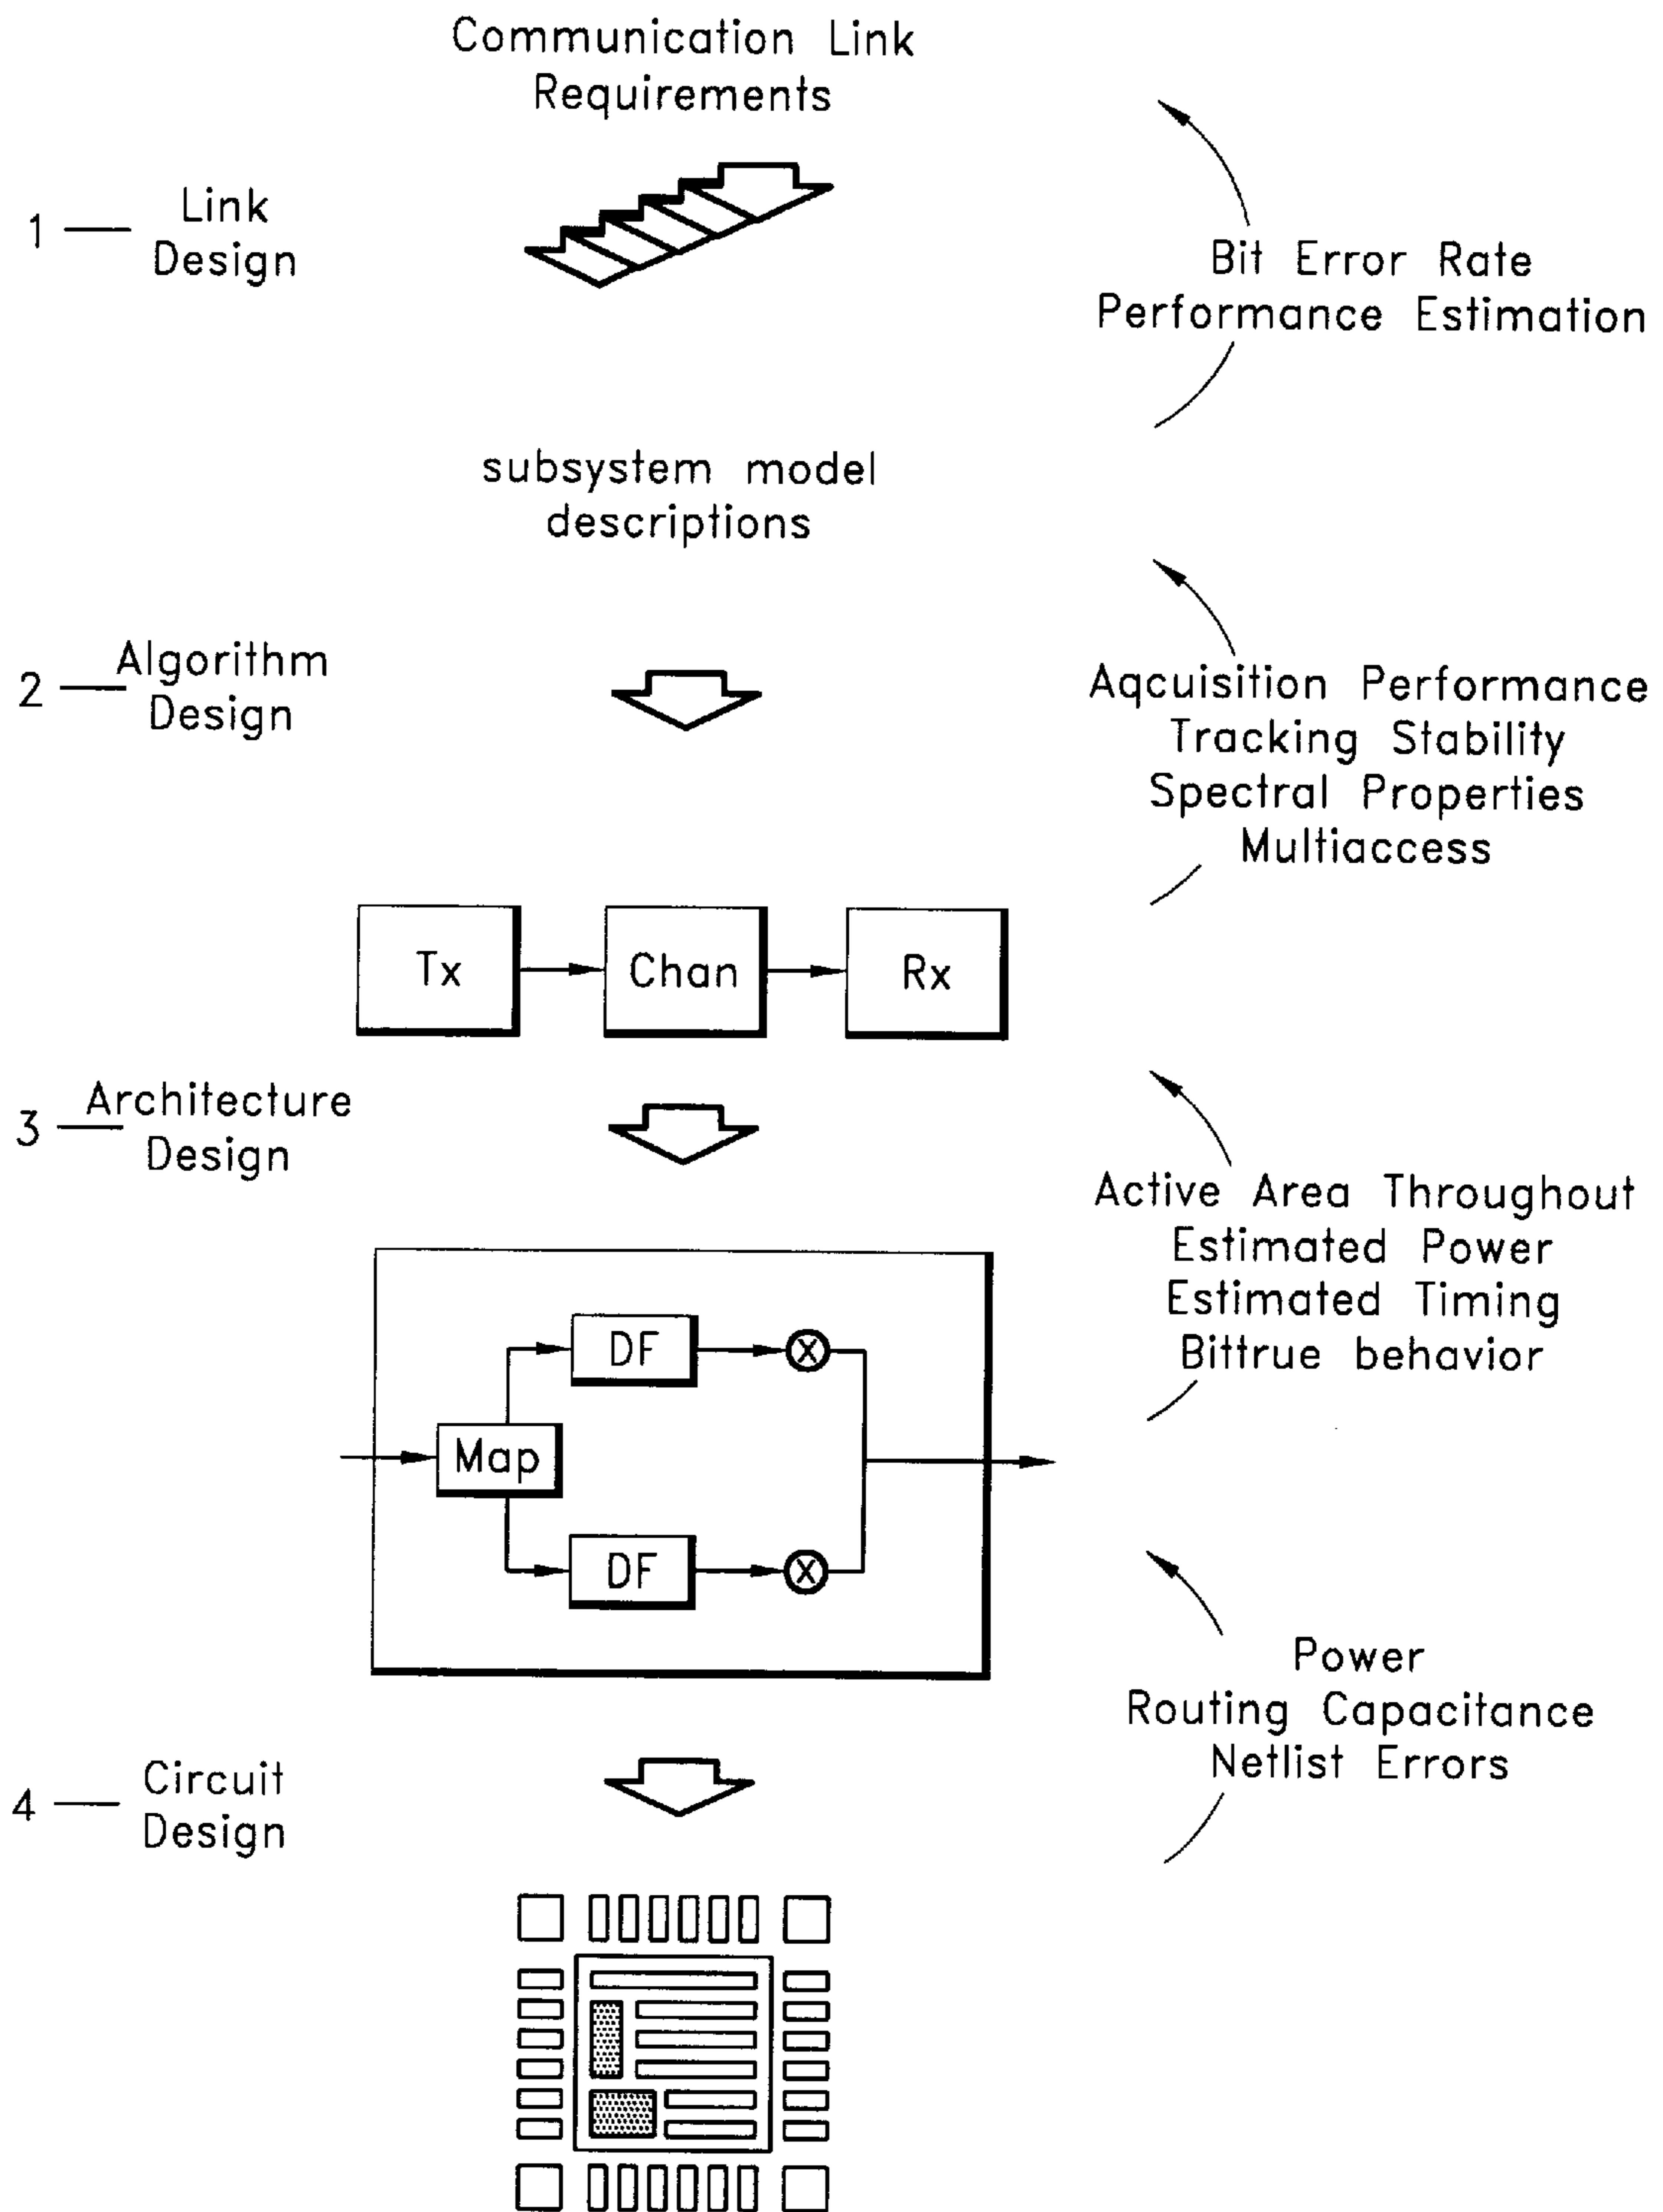 Communication Link
Requirements
1
Link
Design
Bit Error Rate
Performance Estimation
subsystem model
descriptions
2
Algorithm
Design
Aqcuisition Performance
Tracking Stability
Spectral Properties
Multiaccess
Tx
Chan
Rx
3
Architecture
Design
Active Area Throughout
Estimated Power
Estimated Timing
Bittrue behavior
DF
X
Map
DF
X
Power
Routing Capacitance
Netlist Errors
4
Circuit
Design